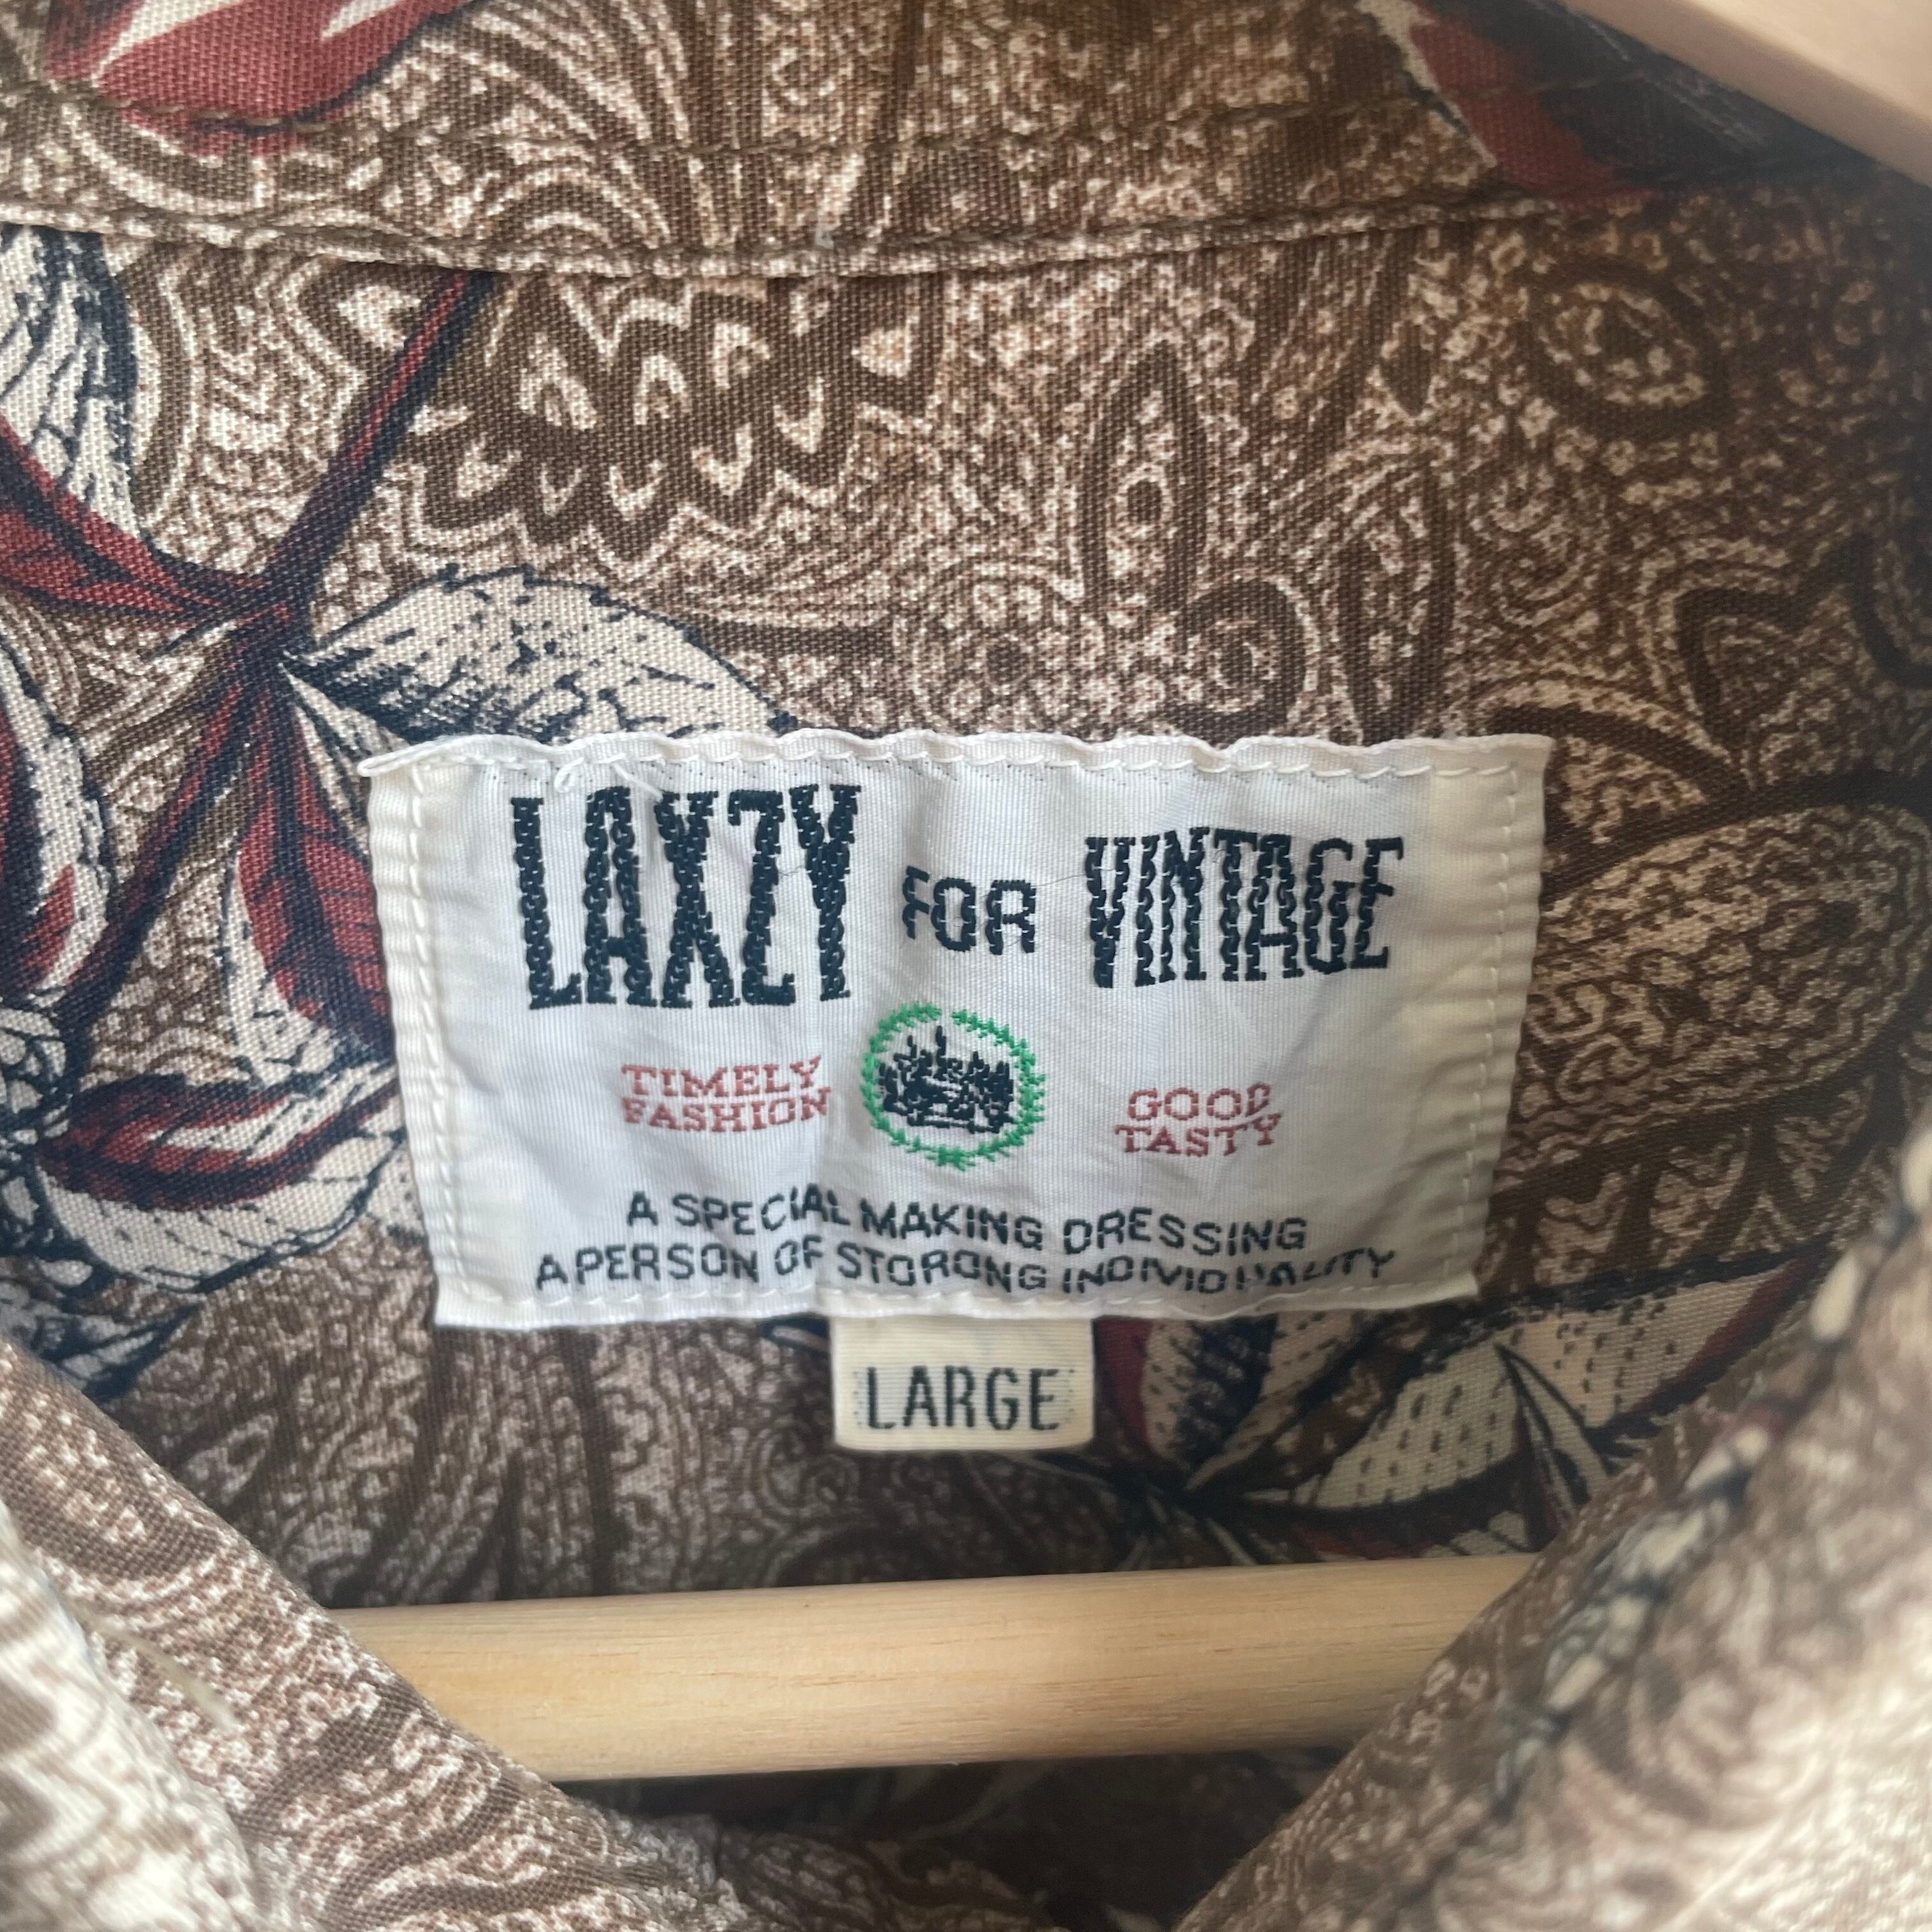 LAXZY FOR VINTAGE
TIMELY
FASHION
GOOD
TASTY
A SPECIAL MAKING DRESSING
A PERSON OF STORONG INDIVIDUALITY
LARGE